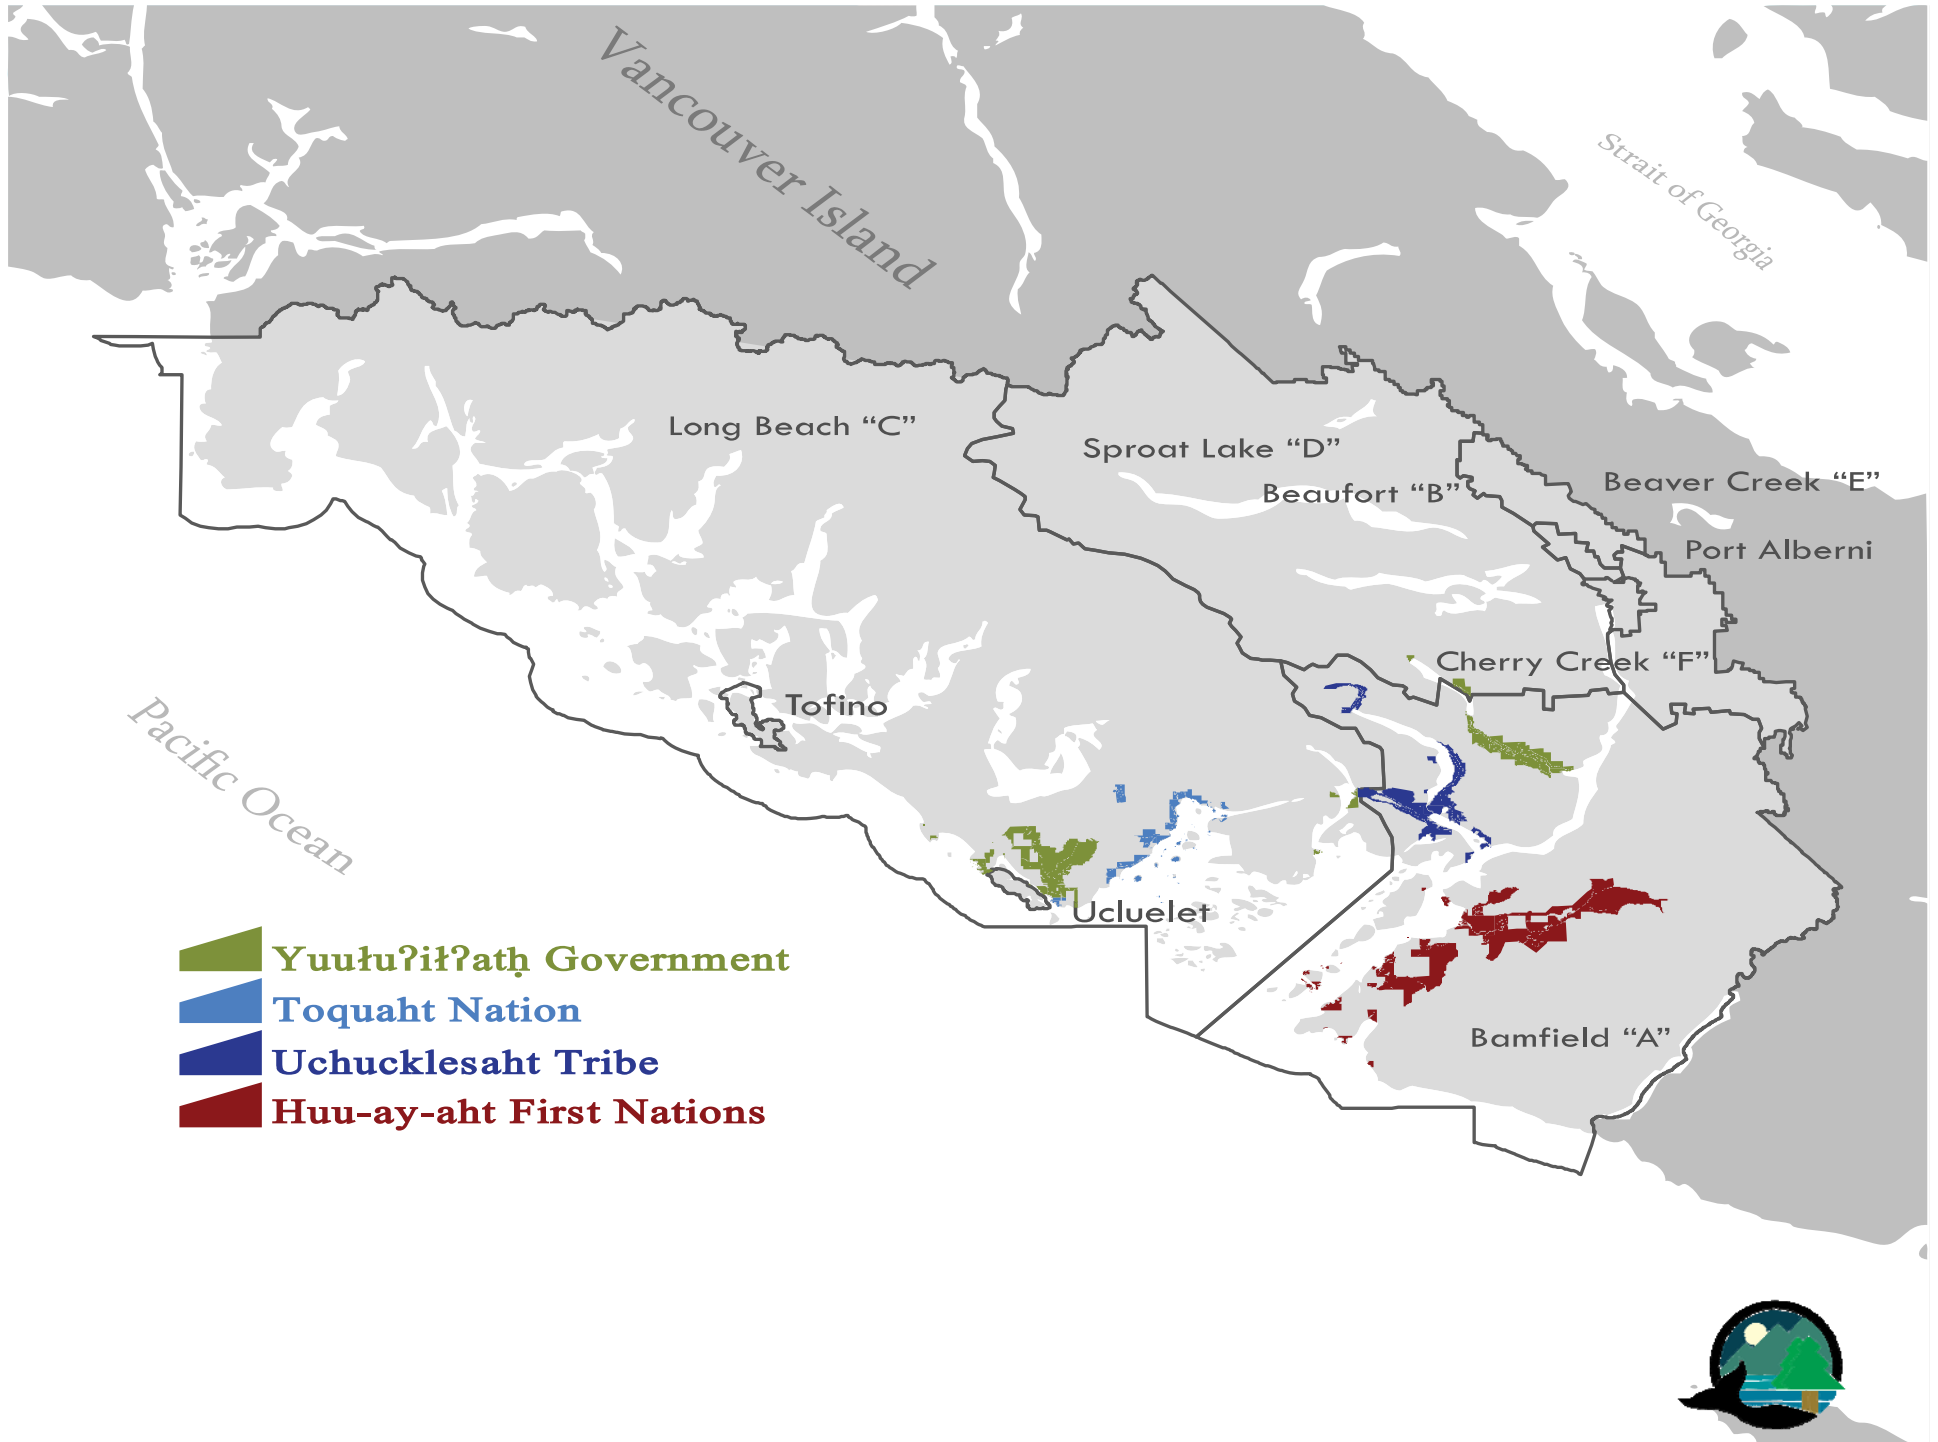 Vancouver Island
Strait of Georgia
Long Beach “C”
Sproat Lake “D”
Beaufort “B”
Beaver Creek “E”
Port Alberni
Cherry Creek “F”
Tofino
Pacific Ocean
Ucluelet
Bamfield “A”
Yuułuʔiłʔatḥ Government
Toquaht Nation
Uchucklesaht Tribe
Huu-ay-aht First Nations